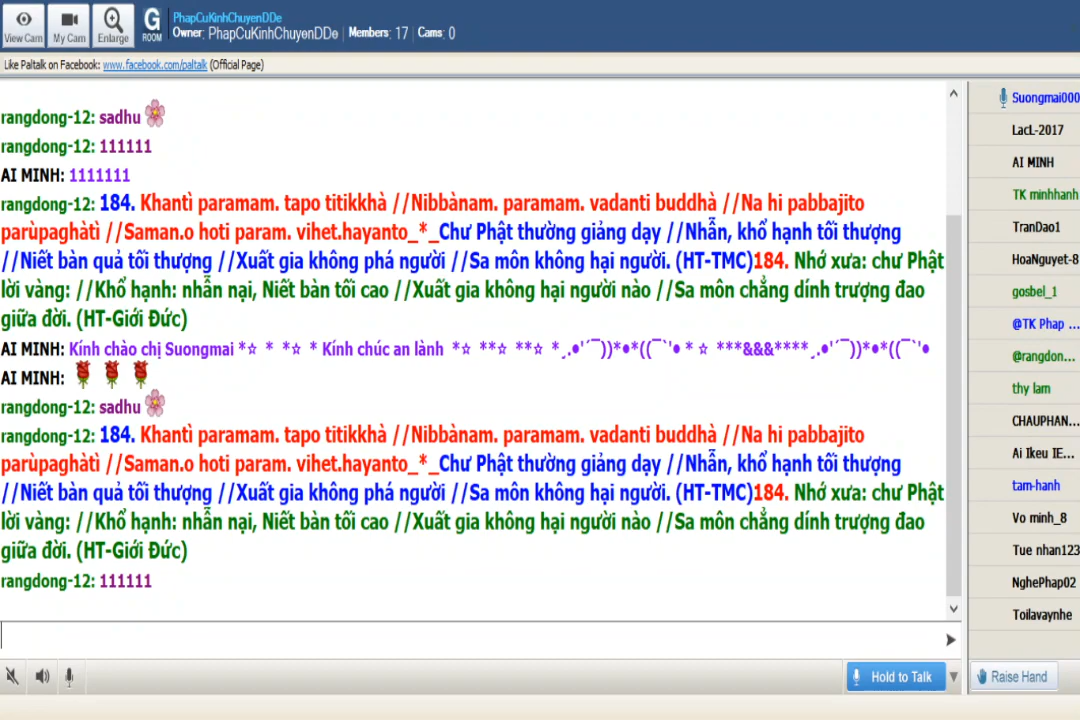 PhapCuKinhChuyenDDe
Owner: PhapCuKinhChuyenDDe Members: 17 Cams: 0
View Cam My Cam Enlarge G ROOM
Like Paltalk on Facebook: www.facebook.com/paltalk (Official Page)
rangdong-12: sadhu
rangdong-12: 111111
AI MINH: 1111111
rangdong-12: 184. Khantì paramam. tapo titikkhà //Nibbànam. paramam. vadanti buddhà //Na hi pabbajito
parùpaghàtì //Saman.o hoti param. vihet.hayanto_*_Chư Phật thường giảng dạy //Nhẫn, khổ hạnh tối thượng
//Niết bàn quả tối thượng //Xuất gia không phá người //Sa môn không hại người. (HT-TMC)184. Nhớ xưa: chư Phật
lời vàng: //Khổ hạnh: nhẫn nại, Niết bàn tối cao //Xuất gia không hại người nào //Sa môn chẳng dính trượng đao
giữa đời. (HT-Giới Đức)
AI MINH: Kính chào chị Suongmai *☆ * *☆ * Kính chúc an lành *☆ **☆ **☆ *¸.•'´¯))*•*((¯`'• * ☆ ***&&&****¸.•'´¯))*•*((¯`'•
AI MINH:
rangdong-12: sadhu
rangdong-12: 184. Khantì paramam. tapo titikkhà //Nibbànam. paramam. vadanti buddhà //Na hi pabbajito
parùpaghàtì //Saman.o hoti param. vihet.hayanto_*_Chư Phật thường giảng dạy //Nhẫn, khổ hạnh tối thượng
//Niết bàn quả tối thượng //Xuất gia không phá người //Sa môn không hại người. (HT-TMC)184. Nhớ xưa: chư Phật
lời vàng: //Khổ hạnh: nhẫn nại, Niết bàn tối cao //Xuất gia không hại người nào //Sa môn chẳng dính trượng đao
giữa đời. (HT-Giới Đức)
rangdong-12: 111111
Suongmai000
LacL-2017
AI MINH
TK minhhanh
TranDao1
HoaNguyet-8
gosbel_1
@TK Phap ...
@rangdon...
thy lam
CHAUPHAN...
Ai Ikeu IE...
tam-hanh
Vo minh_8
Tue nhan123
NghePhap02
Toilavaynhe
Hold to Talk
Raise Hand